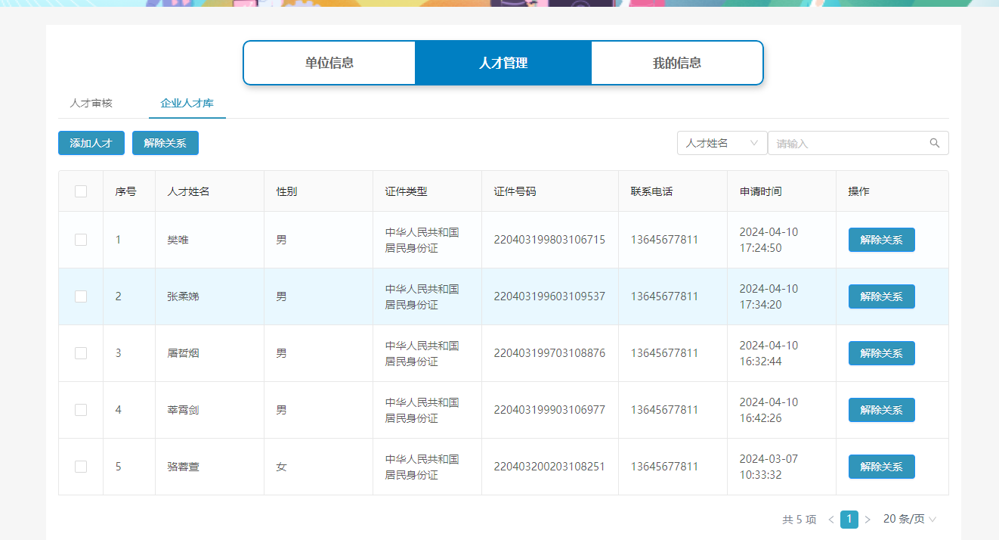 单位信息 人才管理 我的信息
人才审核 企业人才库
添加人才 解除关系 人才姓名 请输入
序号 人才姓名 性别 证件类型 证件号码 联系电话 申请时间 操作
1 樊唯 男 中华人民共和国居民身份证 220403199803106715 13645677811 2024-04-10 17:24:50 解除关系
2 张柔娣 男 中华人民共和国居民身份证 220403199603109537 13645677811 2024-04-10 17:34:20 解除关系
3 屠哲烟 男 中华人民共和国居民身份证 220403199703108876 13645677811 2024-04-10 16:32:44 解除关系
4 莘霄剑 男 中华人民共和国居民身份证 220403199903106977 13645677811 2024-04-10 16:42:26 解除关系
5 骆蓉萱 女 中华人民共和国居民身份证 220403200203108251 13645677811 2024-03-07 10:33:32 解除关系
共 5 项 < 1 > 20 条/页